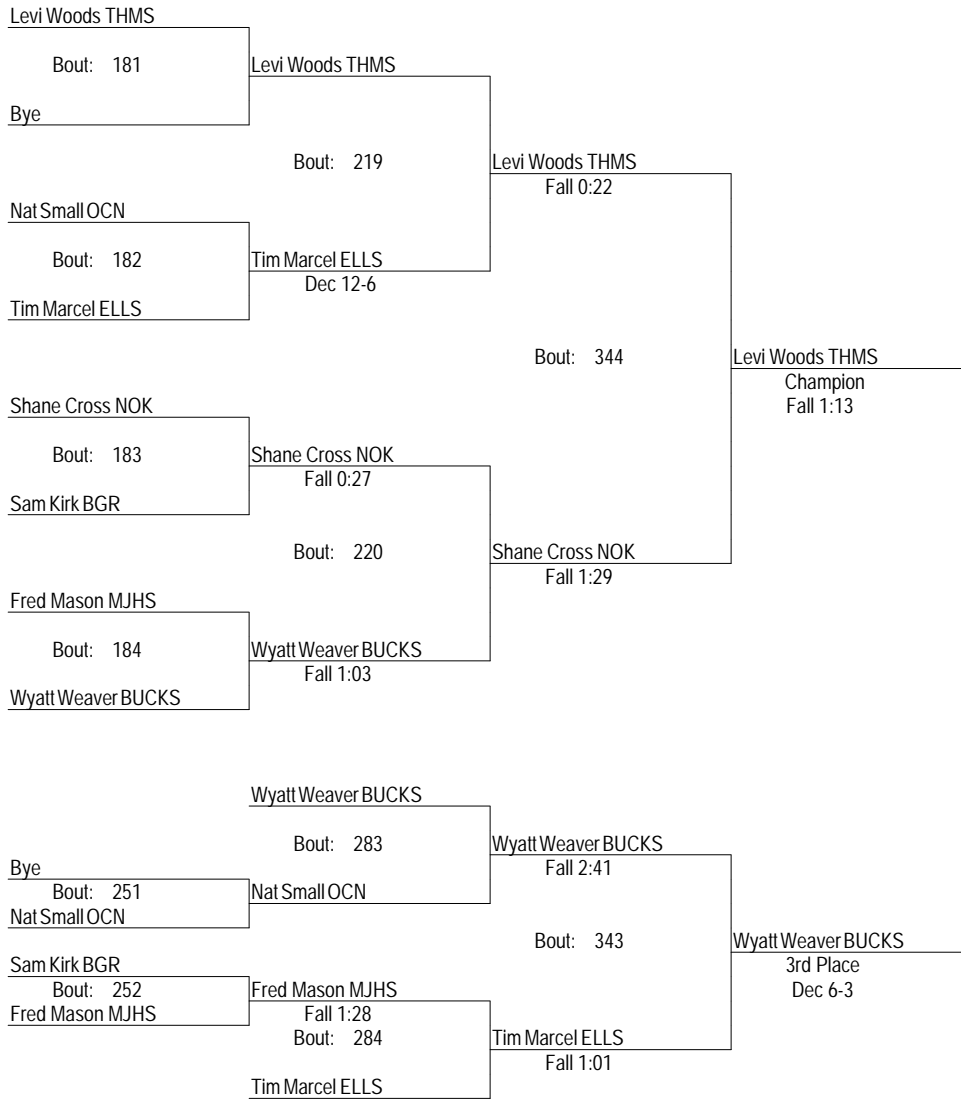 Levi Woods THMS
Bout: 181
Levi Woods THMS
Bye
Bout: 219
Levi Woods THMS
Fall 0:22
Nat Small OCN
Bout: 182
Tim Marcel ELLS
Dec 12-6
Tim Marcel ELLS
Bout: 344
Levi Woods THMS
Champion
Fall 1:13
Shane Cross NOK
Bout: 183
Shane Cross NOK
Fall 0:27
Sam Kirk BGR
Bout: 220
Shane Cross NOK
Fall 1:29
Fred Mason MJHS
Bout: 184
Wyatt Weaver BUCKS
Fall 1:03
Wyatt Weaver BUCKS
Wyatt Weaver BUCKS
Bout: 283
Wyatt Weaver BUCKS
Fall 2:41
Bye
Bout: 251
Nat Small OCN
Nat Small OCN
Bout: 343
Wyatt Weaver BUCKS
3rd Place
Dec 6-3
Sam Kirk BGR
Bout: 252
Fred Mason MJHS
Fall 1:28
Fred Mason MJHS
Bout: 284
Tim Marcel ELLS
Fall 1:01
Tim Marcel ELLS